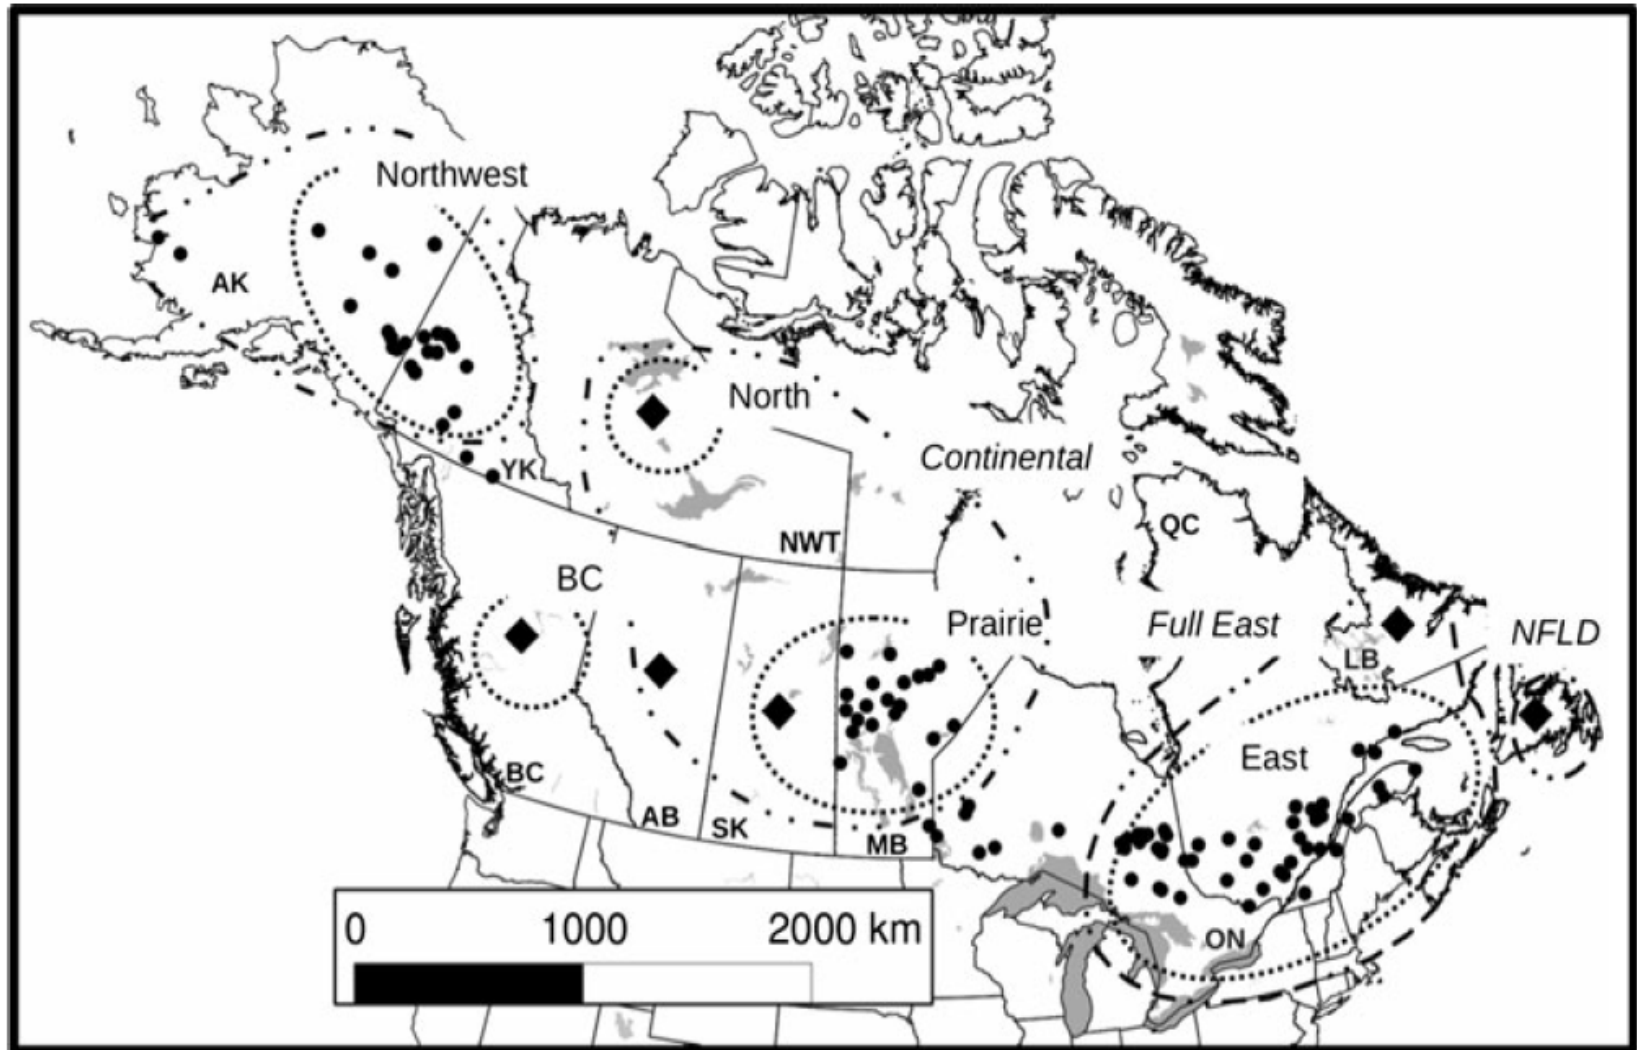 Northwest
AK
North
Continental
YK
QC
NWT
BC
Prairie
Full East
NFLD
LB
East
BC
AB
SK
MB
0 1000 2000 km
ON